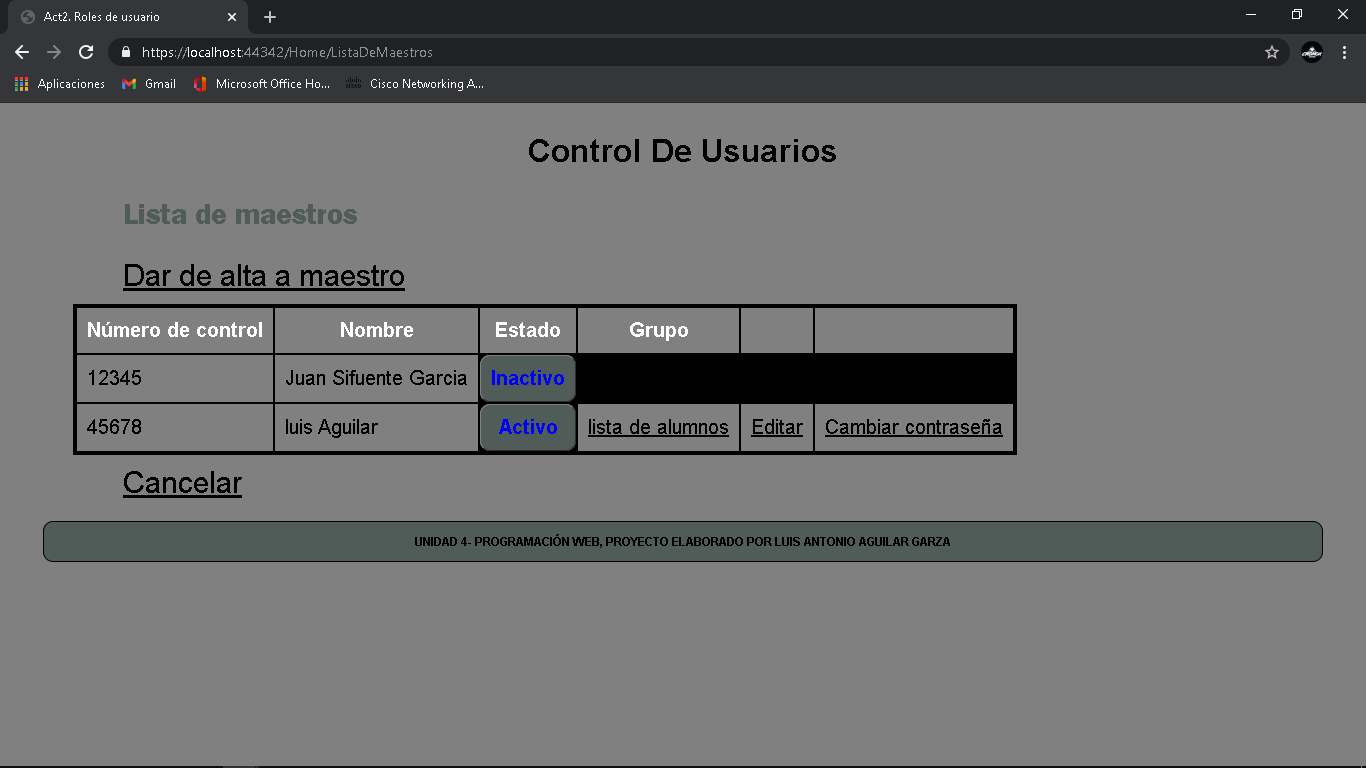 Act2. Roles de usuario
https://localhost:44342/Home/ListaDeMaestros
Aplicaciones Gmail Microsoft Office Ho... Cisco Networking A...
Control De Usuarios
Lista de maestros
Dar de alta a maestro
Número de control Nombre Estado Grupo
12345 Juan Sifuente Garcia Inactivo
45678 luis Aguilar Activo lista de alumnos Editar Cambiar contraseña
Cancelar
UNIDAD 4- PROGRAMACIÓN WEB, PROYECTO ELABORADO POR LUIS ANTONIO AGUILAR GARZA